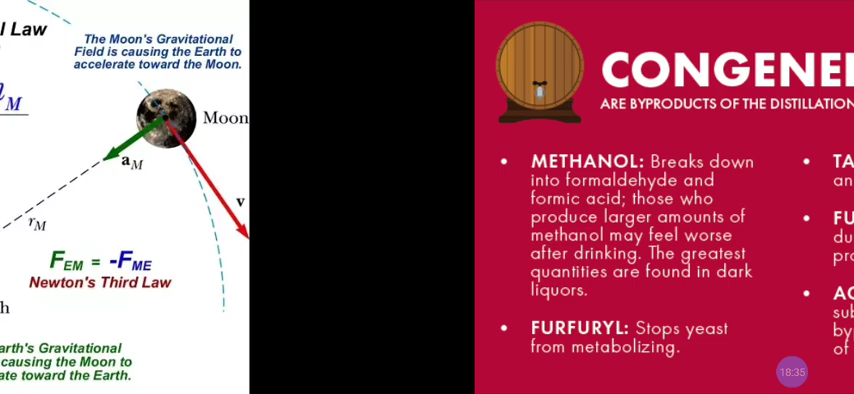 l Law
The Moon's Gravitational
Field is causing the Earth to
accelerate toward the Moon.
M
Moon
aM
v
rM
FEM = -FME
Newton's Third Law
h
arth's Gravitational
causing the Moon to
ate toward the Earth.
CONGENE
ARE BYPRODUCTS OF THE DISTILLATION
• METHANOL: Breaks down
into formaldehyde and
formic acid; those who
produce larger amounts of
methanol may feel worse
after drinking. The greatest
quantities are found in dark
liquors.
• FURFURYL: Stops yeast
from metabolizing.
• TA
an
• FU
du
pro
• AC
sub
by
of
18:35